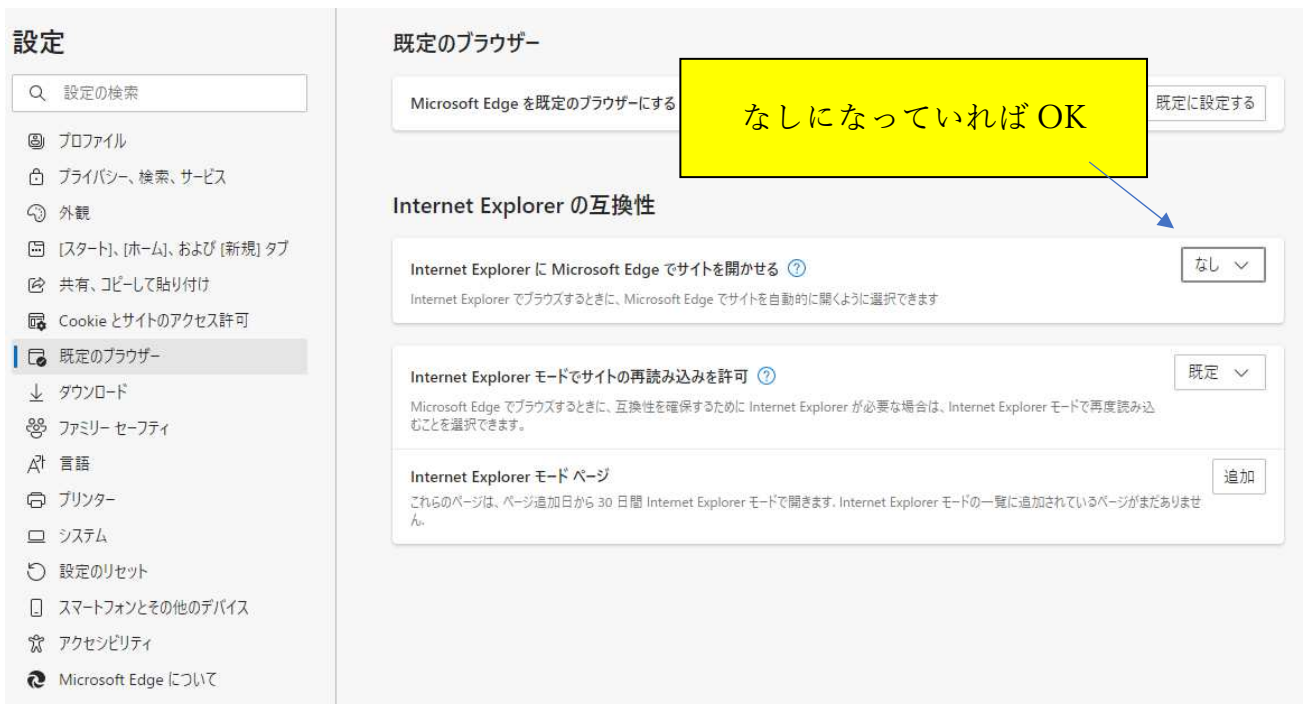 設定
設定の検索
プロファイル
プライバシー、検索、サービス
外観
[スタート]、[ホーム]、および [新規] タブ
共有、コピーして貼り付け
Cookie とサイトのアクセス許可
既定のブラウザー
ダウンロード
ファミリー セーフティ
言語
プリンター
システム
設定のリセット
スマートフォンとその他のデバイス
アクセシビリティ
Microsoft Edge について
既定のブラウザー
Microsoft Edge を既定のブラウザーにする
既定に設定する
なしになっていれば OK
Internet Explorer の互換性
Internet Explorer に Microsoft Edge でサイトを開かせる
なし
Internet Explorer でブラウズするときに、Microsoft Edge でサイトを自動的に開くように選択できます
Internet Explorer モードでサイトの再読み込みを許可
既定
Microsoft Edge でブラウズするときに、互換性を確保するために Internet Explorer が必要な場合は、Internet Explorer モードで再度読み込
むことを選択できます。
Internet Explorer モード ページ
追加
これらのページは、ページ追加日から 30 日間 Internet Explorer モードで開きます. Internet Explorer モードの一覧に追加されているページがまだありませ
ん.